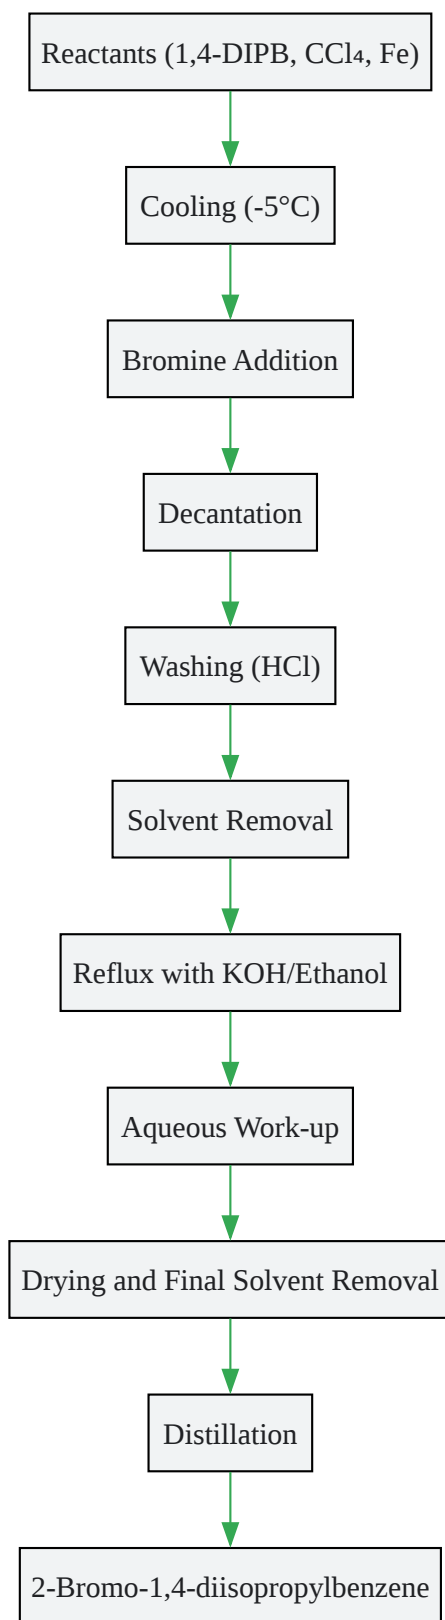 Reactants (1,4-DIPB, CCl₄, Fe)
Cooling (-5°C)
Bromine Addition
Decantation
Washing (HCl)
Solvent Removal
Reflux with KOH/Ethanol
Aqueous Work-up
Drying and Final Solvent Removal
Distillation
2-Bromo-1,4-diisopropylbenzene